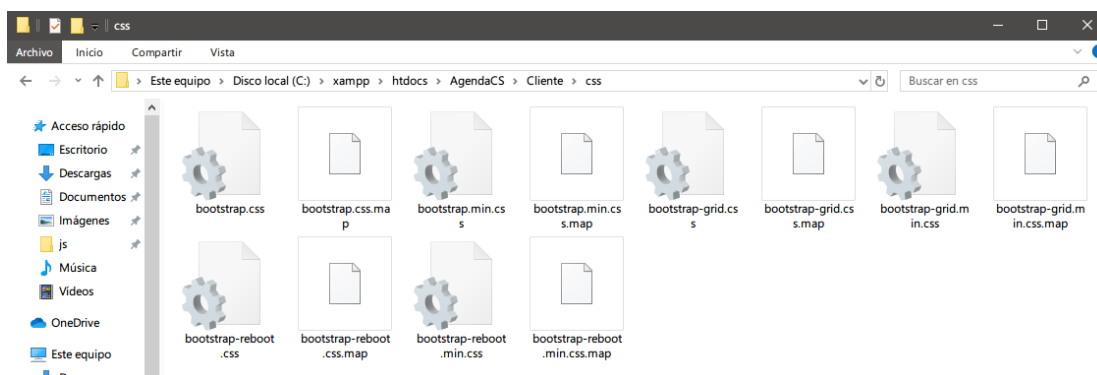 css
Archivo Inicio Compartir Vista
Este equipo > Disco local (C:) > xampp > htdocs > AgendaCS > Cliente > css
Buscar en css
Acceso rápido
Escritorio
Descargas
Documentos
Imágenes
js
Música
Videos
OneDrive
Este equipo
bootstrap.css
bootstrap.css.ma
p
bootstrap.min.cs
s
bootstrap.min.cs
s.map
bootstrap-grid.cs
s
bootstrap-grid.cs
s.map
bootstrap-grid.m
in.css
bootstrap-grid.m
in.css.map
bootstrap-reboot
.css
bootstrap-reboot
.css.map
bootstrap-reboot
.min.css
bootstrap-reboot
.min.css.map